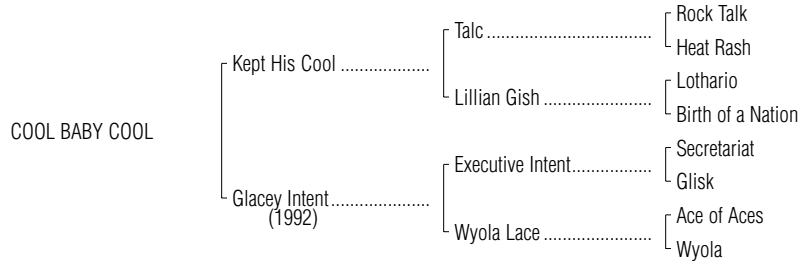 Rock Talk
Talc
Heat Rash
Kept His Cool
Lothario
Lillian Gish
Birth of a Nation
COOL BABY COOL
Secretariat
Executive Intent
Glisk
Glacey Intent
(1992)
Ace of Aces
Wyola Lace
Wyola